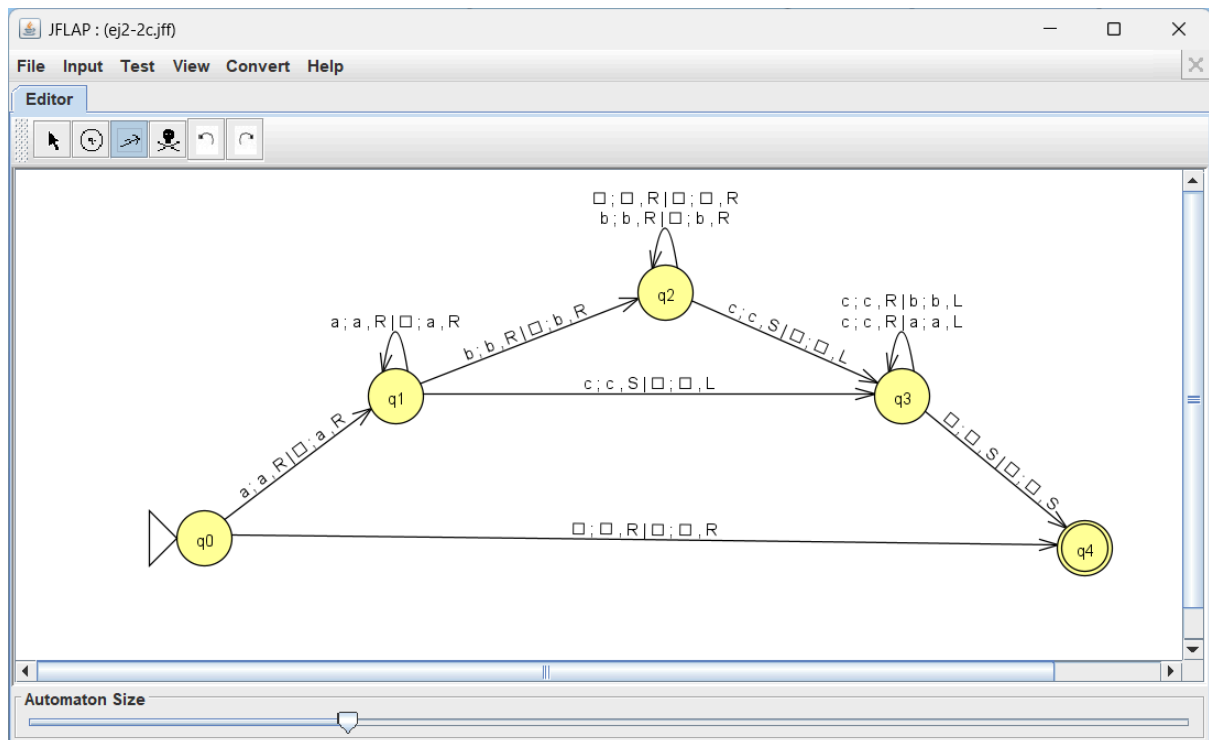 JFLAP : (ej2-2c.jff)
File Input Test View Convert Help
Editor
□ ; □ , R | □ ; □ , R
b ; b , R | □ ; b , R
q2
a ; a , R | □ ; a , R
b ; b , R | □ ; b , R
c ; c , S | □ ; □ , L
c ; c , R | b ; b , L
c ; c , R | a ; a , L
q1
c ; c , S | □ ; □ , L
q3
a ; a , R | □ ; a , R
□ ; □ , S | □ ; □ , S
q0
□ ; □ , R | □ ; □ , R
q4
Automaton Size